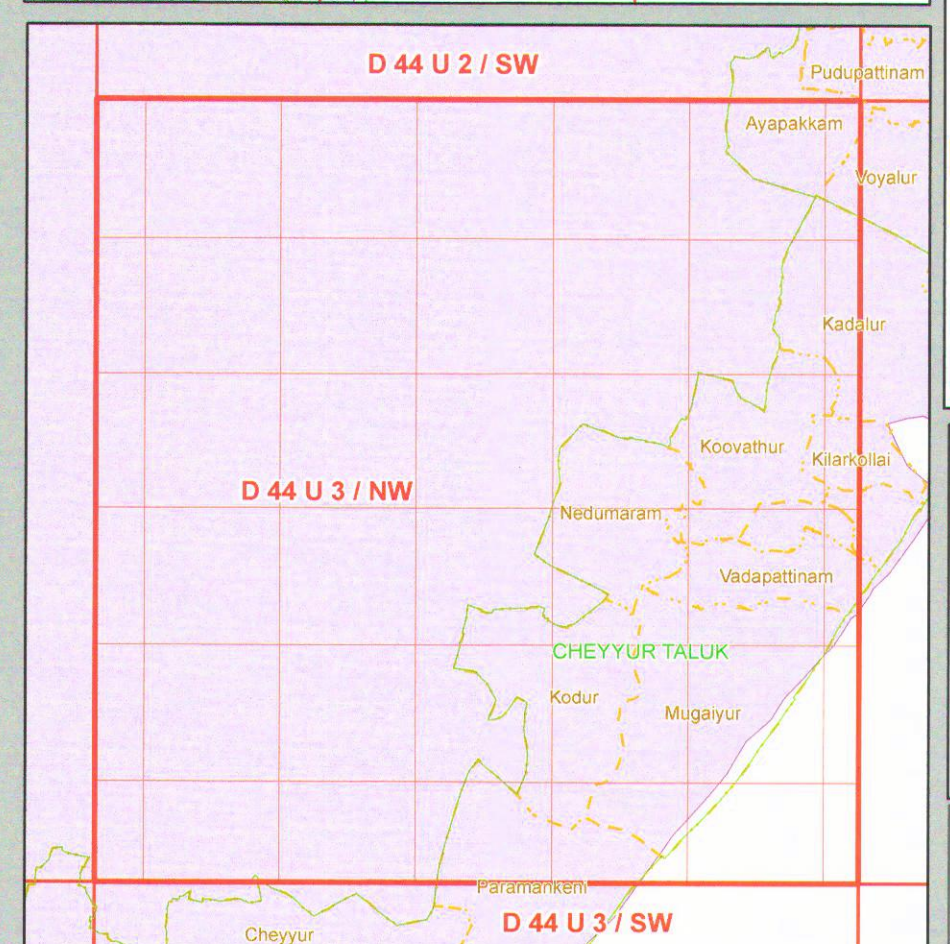 D 44 U 2 / SW
Pudupattinam
Ayapakkam
Voyalur
Kadalur
Koovathur
Kilarkollai
D 44 U 3 / NW
Nedumaram
Vadapattinam
CHEYYUR TALUK
Kodur
Mugaiyur
Paramankeni
D 44 U 3 / SW
Cheyyur